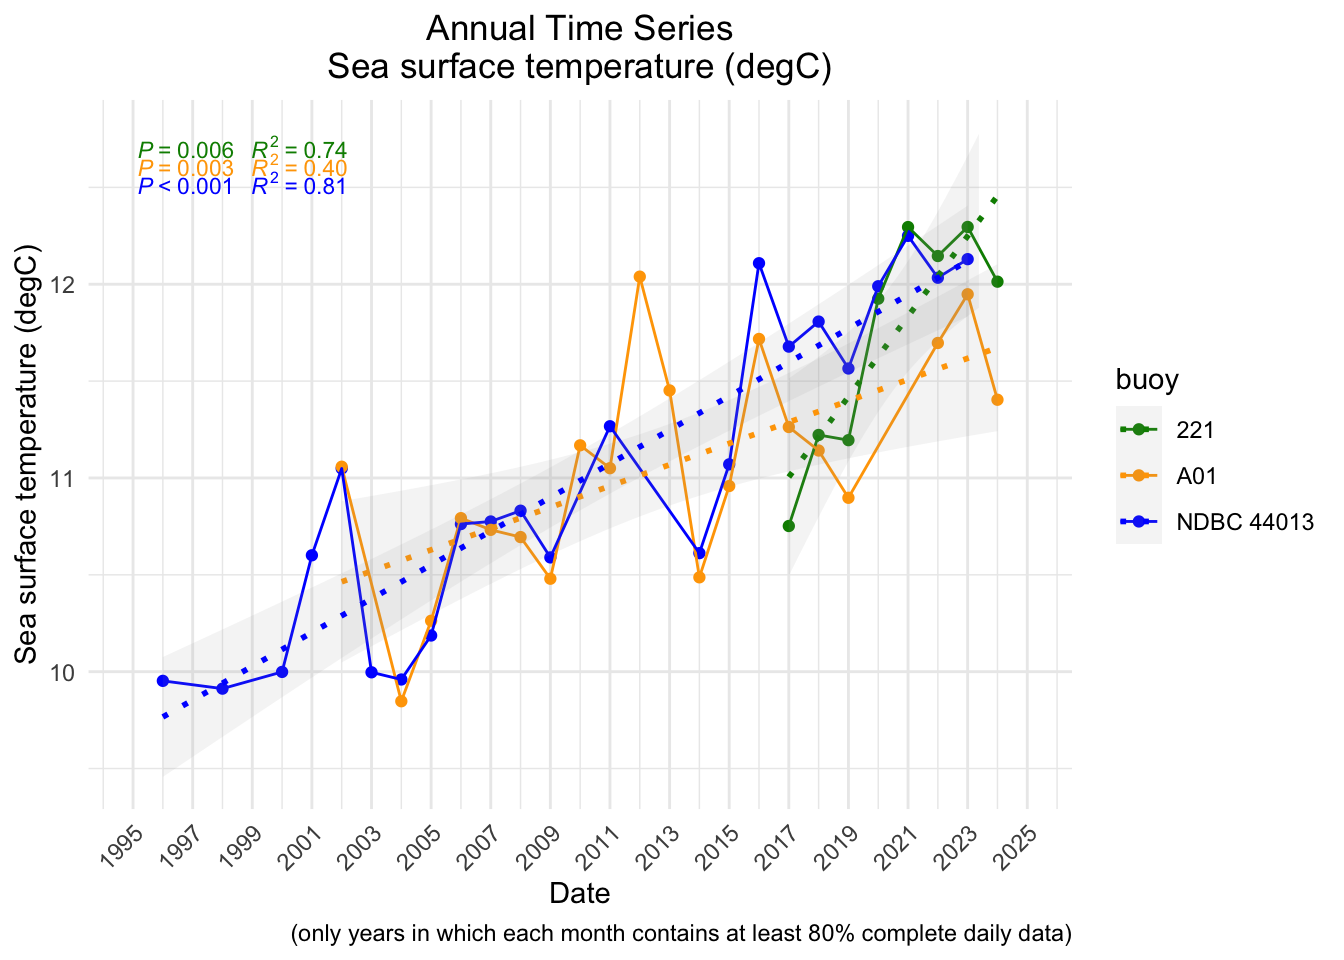 Annual Time Series
Sea surface temperature (degC)
P = 0.006 R² = 0.74
P = 0.003 R² = 0.40
P < 0.001 R² = 0.81
Sea surface temperature (degC)
12
11
10
1995 1997 1999 2001 2003 2005 2007 2009 2011 2013 2015 2017 2019 2021 2023 2025
Date
(only years in which each month contains at least 80% complete daily data)
buoy
221
A01
NDBC 44013